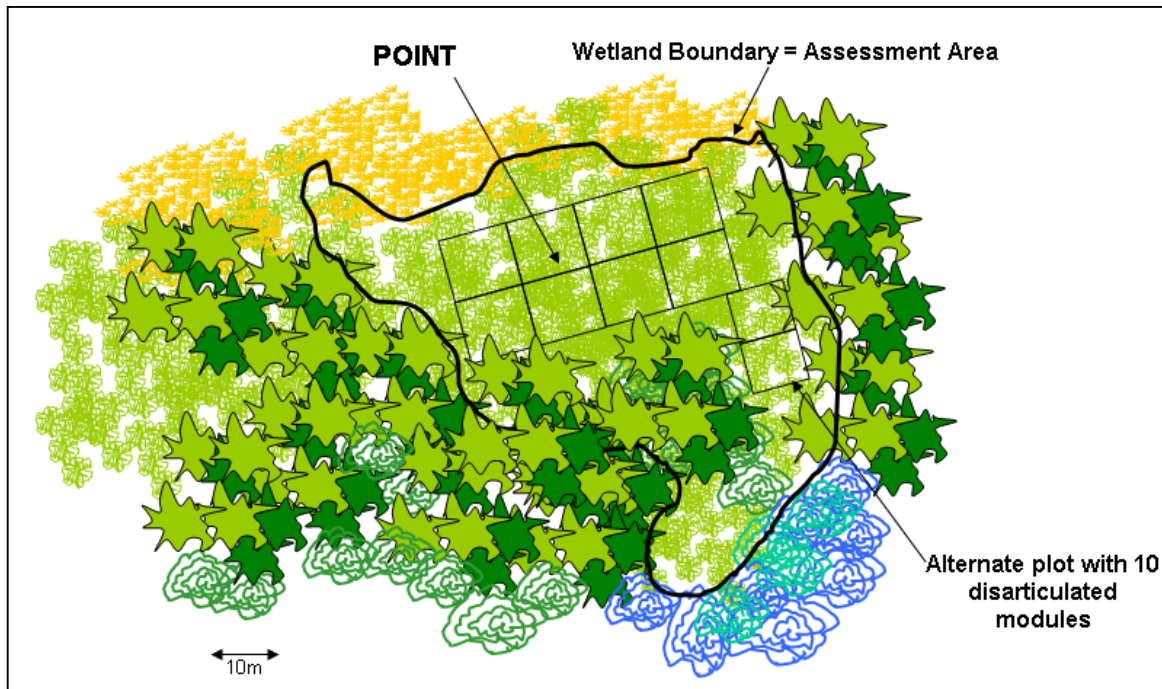 Wetland Boundary = Assessment Area
POINT
Alternate plot with 10
disarticulated
modules
10m